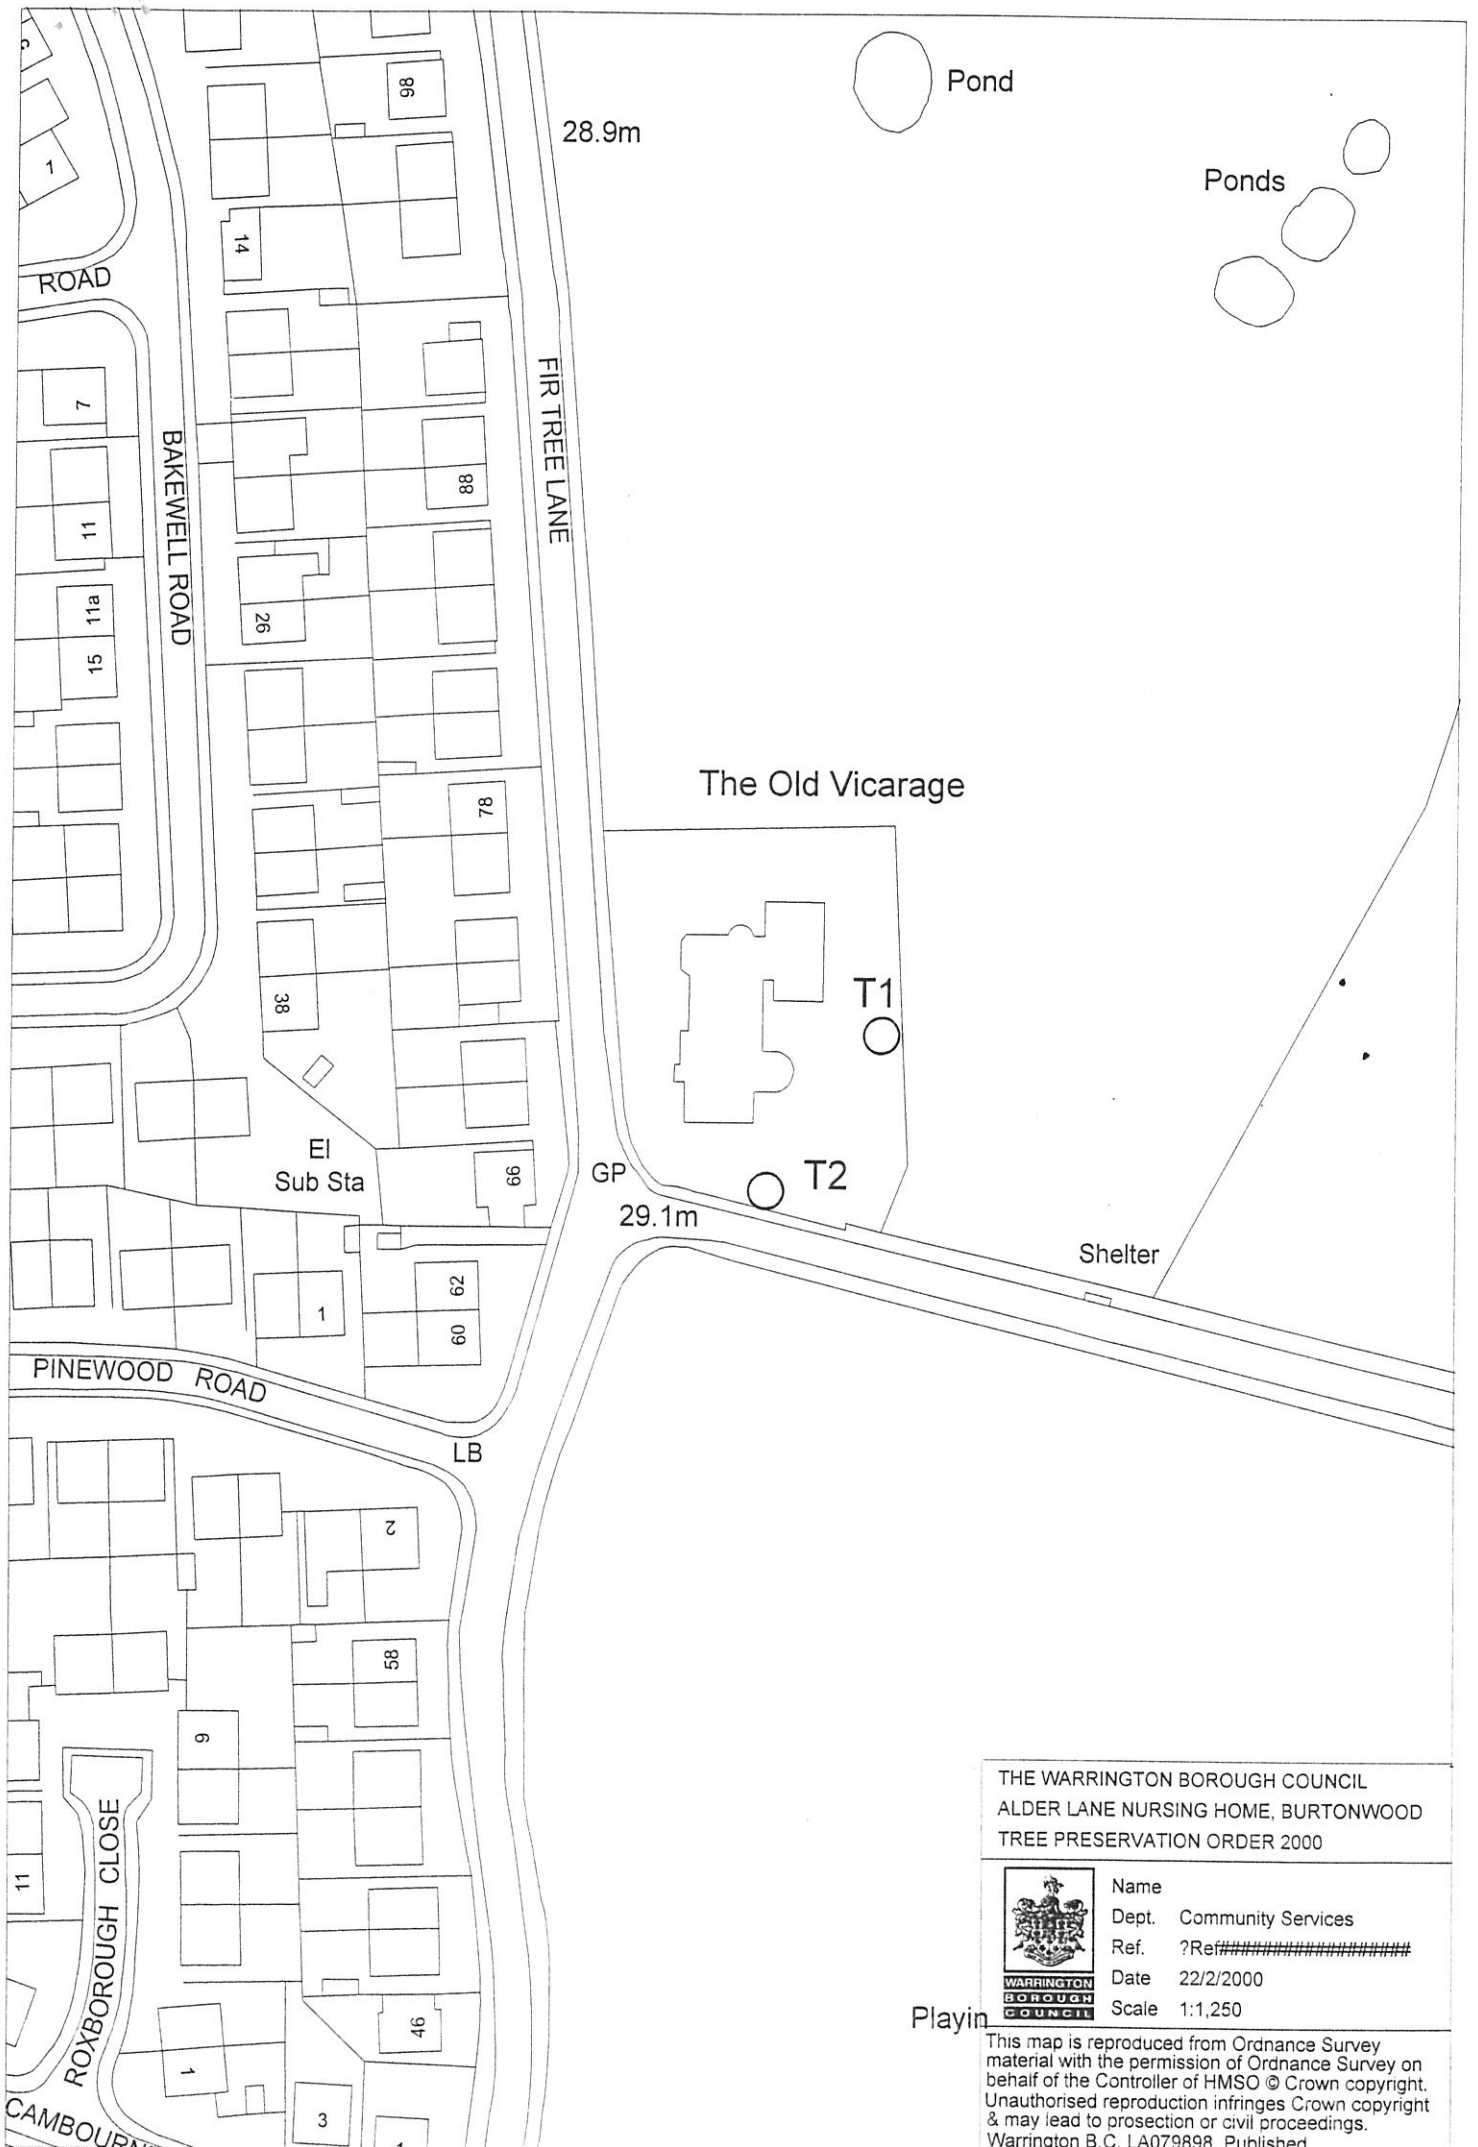 Pond
28.9m
Ponds
98
1
14
ROAD
FIR TREE LANE
7
BAKEWELL ROAD
88
11
11a
26
15
The Old Vicarage
78
T1
38
El
Sub Sta
66
GP
T2
29.1m
Shelter
62
1
60
PINEWOOD ROAD
LB
2
58
9
THE WARRINGTON BOROUGH COUNCIL
ALDER LANE NURSING HOME, BURTONWOOD
TREE PRESERVATION ORDER 2000
11
ROXBOROUGH CLOSE
Name
Dept. Community Services
Ref. ?Ref###################
Date 22/2/2000
Scale 1:1,250
WARRINGTON
BOROUGH
COUNCIL
Playin
46
1
3
This map is reproduced from Ordnance Survey
material with the permission of Ordnance Survey on
behalf of the Controller of HMSO © Crown copyright.
Unauthorised reproduction infringes Crown copyright
& may lead to prosection or civil proceedings.
Warrington B.C. LA079898 Published